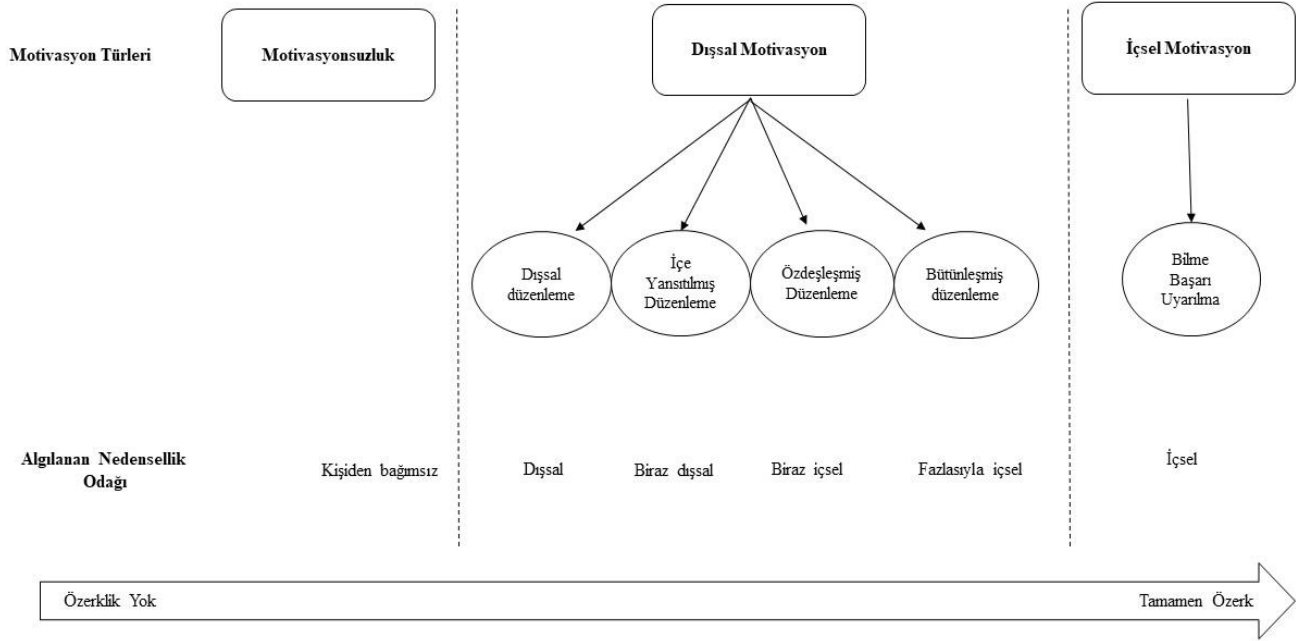 Motivasyon Türleri
Motivasyonsuzluk
Dışsal Motivasyon
İçsel Motivasyon
Dışsal
düzenleme
İçe
Yansıtılmış
Düzenleme
Özdeşleşmiş
Düzenleme
Bütünleşmiş
düzenleme
Bilme
Başarı
Uyarılma
Algılanan Nedensellik
Odağı
Kişiden bağımsız
Dışsal
Biraz dışsal
Biraz içsel
Fazlasıyla içsel
İçsel
Özerklik Yok
Tamamen Özerk